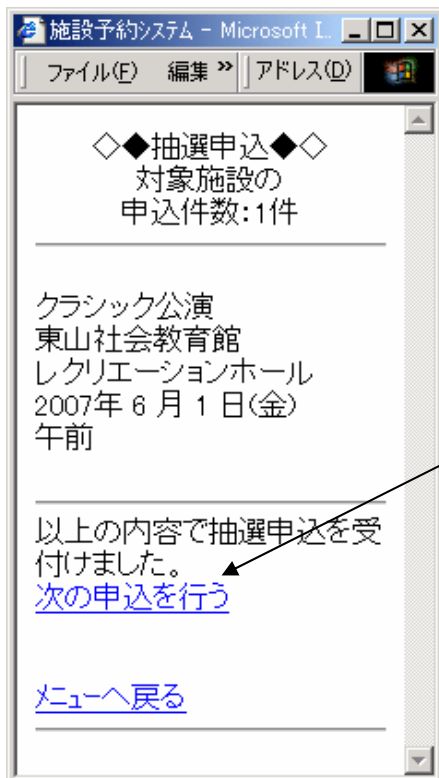 施設予約システム - Microsoft I...
ファイル(F) 編集 » アドレス(D)
◇◆抽選申込◆◇
対象施設の
申込件数:1件
クラシック公演
東山社会教育館
レクリエーションホール
2007年 6 月 1 日(金)
午前
以上の内容で抽選申込を受
付けました。
次の申込を行う
メニューへ戻る